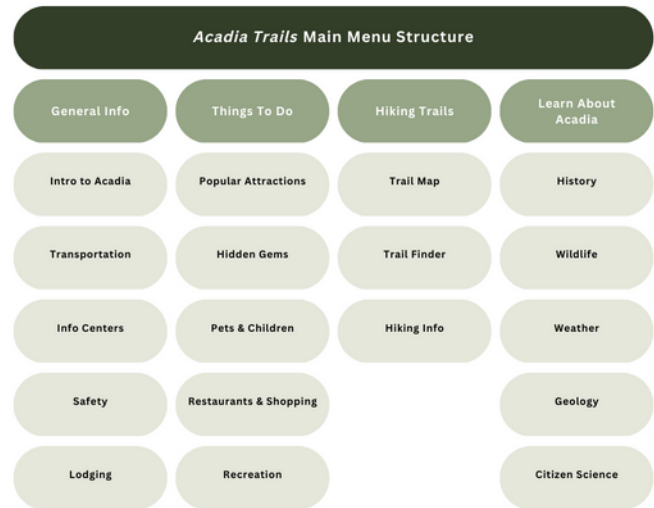 Acadia Trails Main Menu Structure
General Info
Things To Do
Hiking Trails
Learn About
Acadia
Intro to Acadia
Popular Attractions
Trail Map
History
Transportation
Hidden Gems
Trail Finder
Wildlife
Info Centers
Pets & Children
Hiking Info
Weather
Safety
Restaurants & Shopping
Geology
Lodging
Recreation
Citizen Science